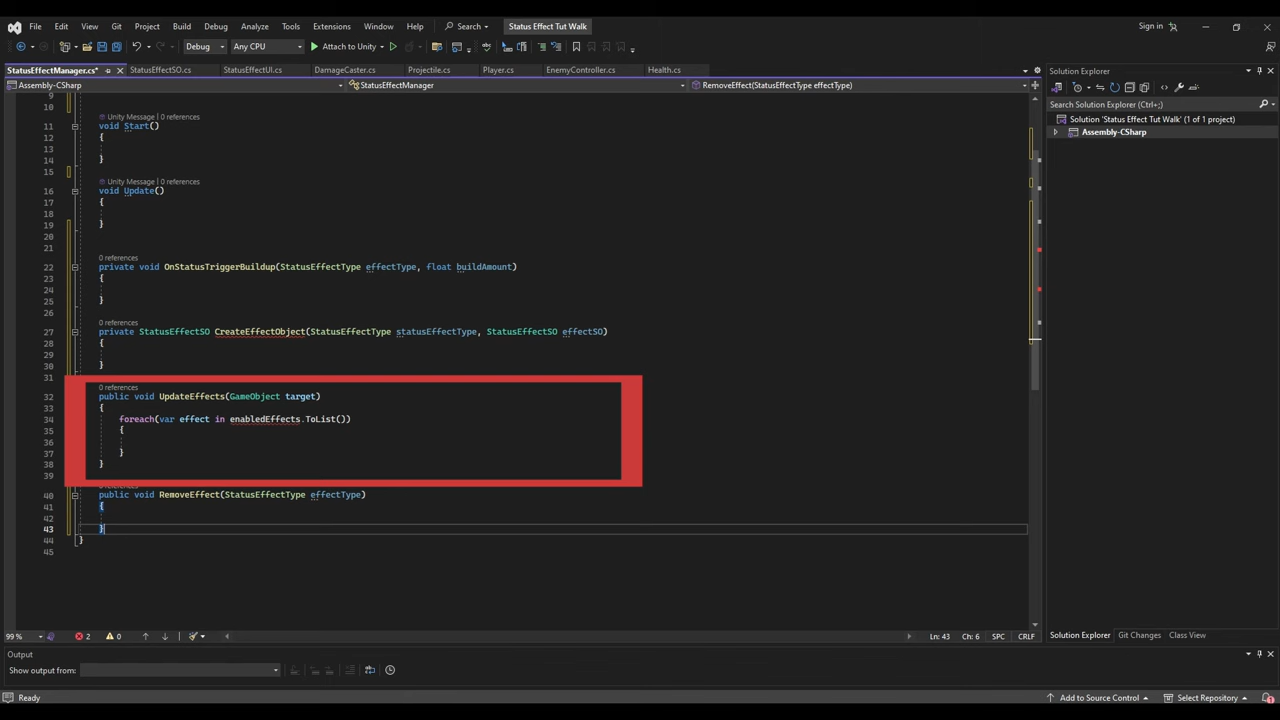 File Edit View Git Project Build Debug Analyze Tools Extensions Window Help Search Status Effect Tut Walk Sign in
Debug Any CPU Attach to Unity
StatusEffectManager.cs* StatusEffectSO.cs StatusEffectUI.cs DamageCaster.cs Projectile.cs Player.cs EnemyController.cs Health.cs
Assembly-CSharp StatusEffectManager RemoveEffect(StatusEffectType effectType)
9
10
Unity Message | 0 references
11 void Start()
12 {
13
14 }
15
Unity Message | 0 references
16 void Update()
17 {
18
19 }
20
21
0 references
22 private void OnStatusTriggerBuildup(StatusEffectType effectType, float buildAmount)
23 {
24
25 }
26
0 references
27 private StatusEffectSO CreateEffectObject(StatusEffectType statusEffectType, StatusEffectSO effectSO)
28 {
29
30 }
31
0 references
32 public void UpdateEffects(GameObject target)
33 {
34 foreach(var effect in enabledEffects.ToList())
35 {
36
37 }
38 }
39
40 public void RemoveEffect(StatusEffectType effectType)
41 {
42
43 }
44 }
45
99 % 2 0 Ln: 43 Ch: 6 SPC CRLF
Output
Show output from:
Ready
Solution Explorer
Search Solution Explorer (Ctrl+;)
Solution 'Status Effect Tut Walk' (1 of 1 project)
Assembly-CSharp
Solution Explorer Git Changes Class View
Add to Source Control Select Repository 1